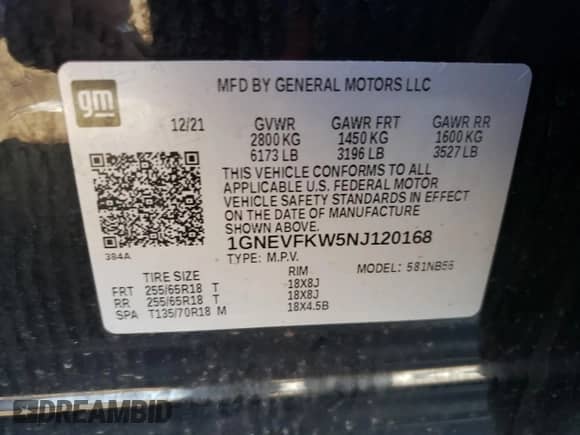 gm
MFD BY GENERAL MOTORS LLC
12/21 GVWR GAWR FRT GAWR RR
2800 KG 1450 KG 1600 KG
6173 LB 3196 LB 3527 LB
THIS VEHICLE CONFORMS TO ALL
APPLICABLE U.S. FEDERAL MOTOR
VEHICLE SAFETY STANDARDS IN EFFECT
ON THE DATE OF MANUFACTURE
SHOWN ABOVE.
384A
1GNEVFKW5NJ120168
TYPE: M.P.V. MODEL: 581NB56
TIRE SIZE RIM
FRT 255/65R18 T 18X8J
RR 255/65R18 T 18X8J
SPA T135/70R18 M 18X4.5B
DREAMBID